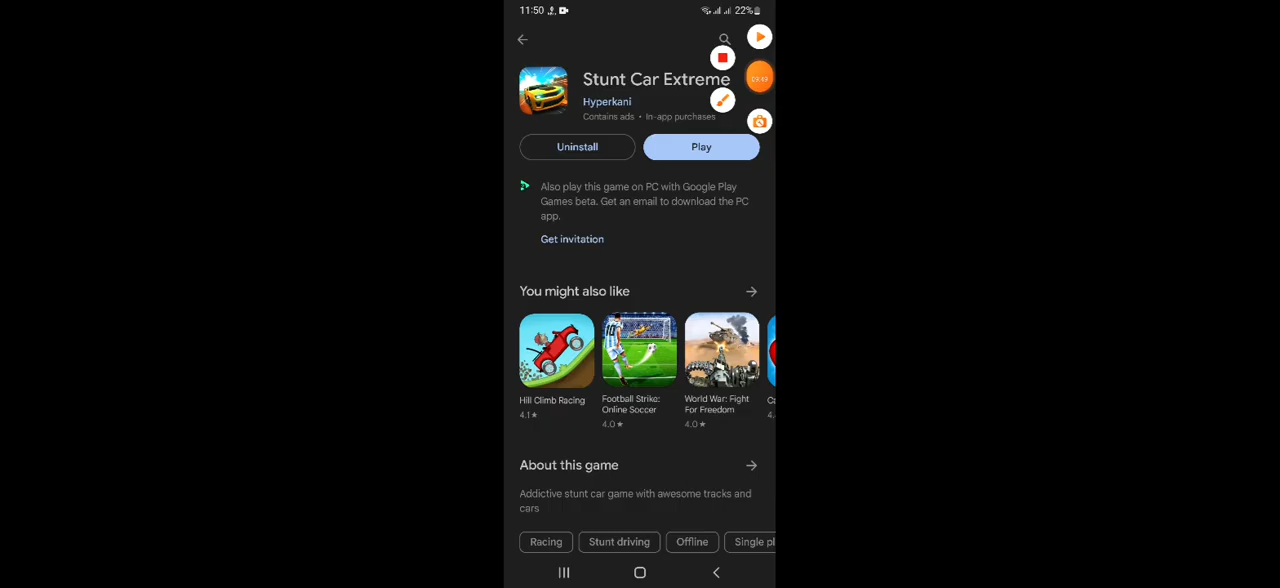 11:50
22%
Stunt Car Extreme
Hyperkani
Contains ads • In-app purchases
Uninstall
Play
Also play this game on PC with Google Play
Games beta. Get an email to download the PC
app.
Get invitation
You might also like
Hill Climb Racing
4.1★
Football Strike:
Online Soccer
4.0★
World War: Fight
For Freedom
4.0★
About this game
Addictive stunt car game with awesome tracks and
cars
Racing
Stunt driving
Offline
Single pl